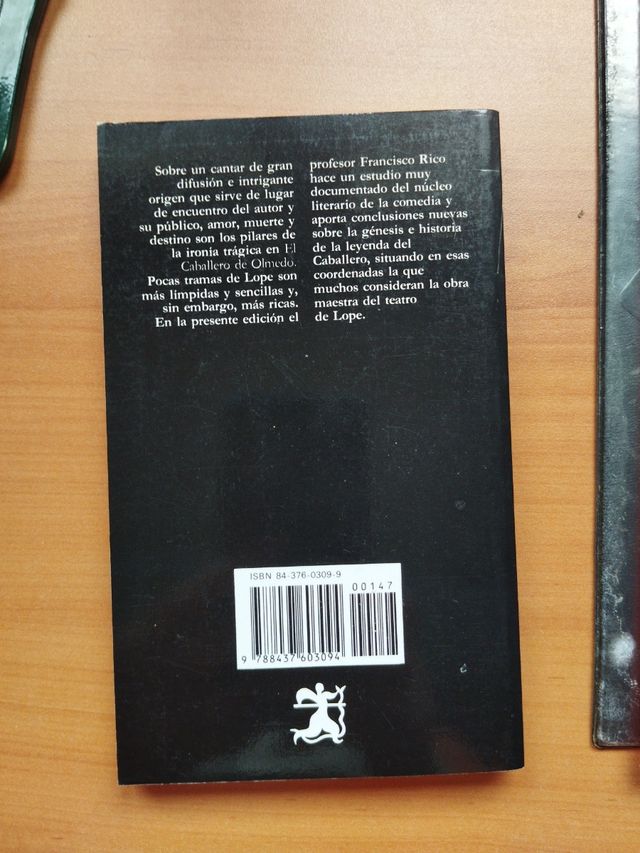 Sobre un cantar de gran
difusión e intrigante
origen que sirve de lugar
de encuentro del autor y
su público, amor, muerte y
destino son los pilares de
la ironía trágica en El
Caballero de Olmedo.
Pocas tramas de Lope son
más límpidas y sencillas y,
sin embargo, más ricas.
En la presente edición el
profesor Francisco Rico
hace un estudio muy
documentado del núcleo
literario de la comedia y
aporta conclusiones nuevas
sobre la génesis e historia
de la leyenda del
Caballero, situando en esas
coordenadas la que
muchos consideran la obra
maestra del teatro
de Lope.
ISBN 84-376-0309-9
00147
9 788437 603094